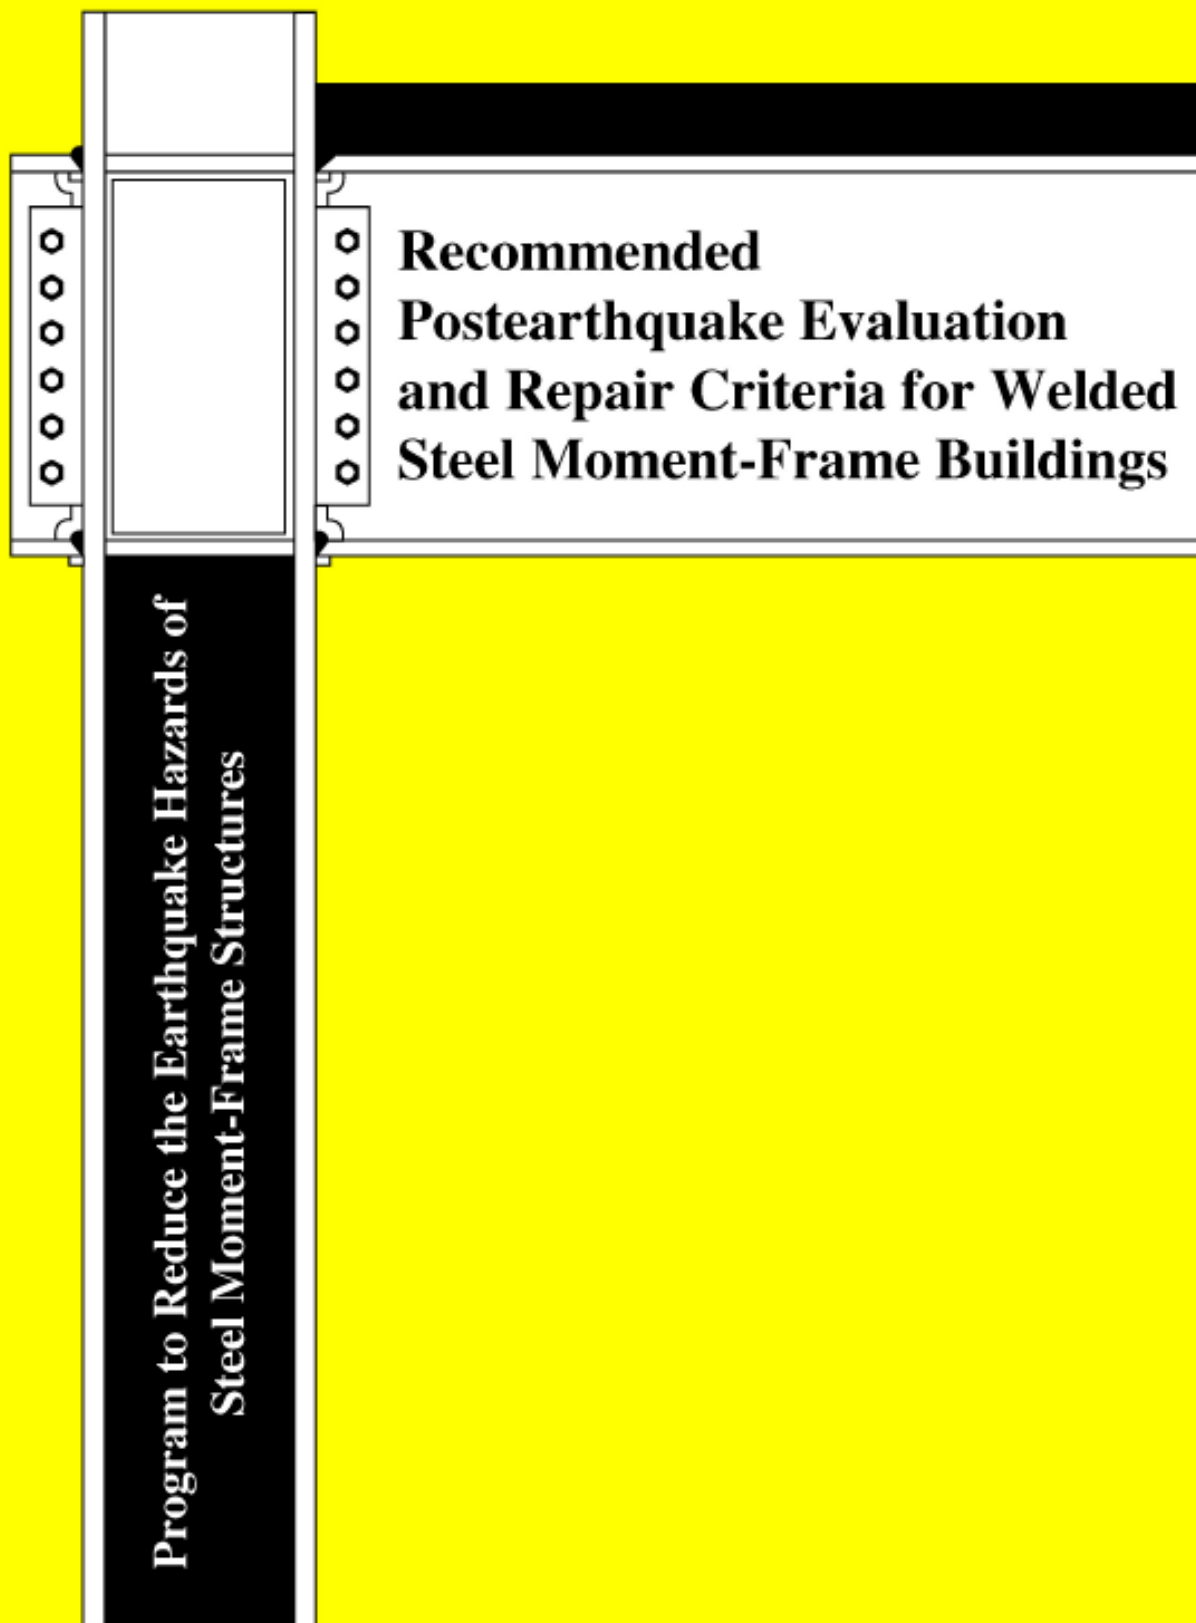 Recommended
Postearthquake Evaluation
and Repair Criteria for Welded
Steel Moment-Frame Buildings
Program to Reduce the Earthquake Hazards of
Steel Moment-Frame Structures